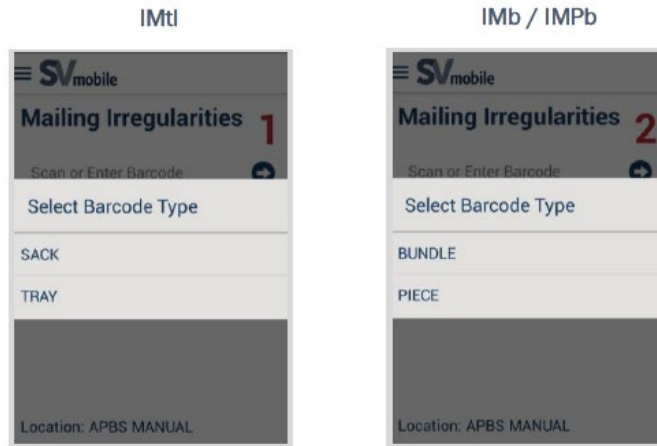 IMtl
SVmobile
Mailing Irregularities 1
Scan or Enter Barcode
Select Barcode Type
SACK
TRAY
Location: APBS MANUAL
IMb / IMPb
SVmobile
Mailing Irregularities 2
Scan or Enter Barcode
Select Barcode Type
BUNDLE
PIECE
Location: APBS MANUAL